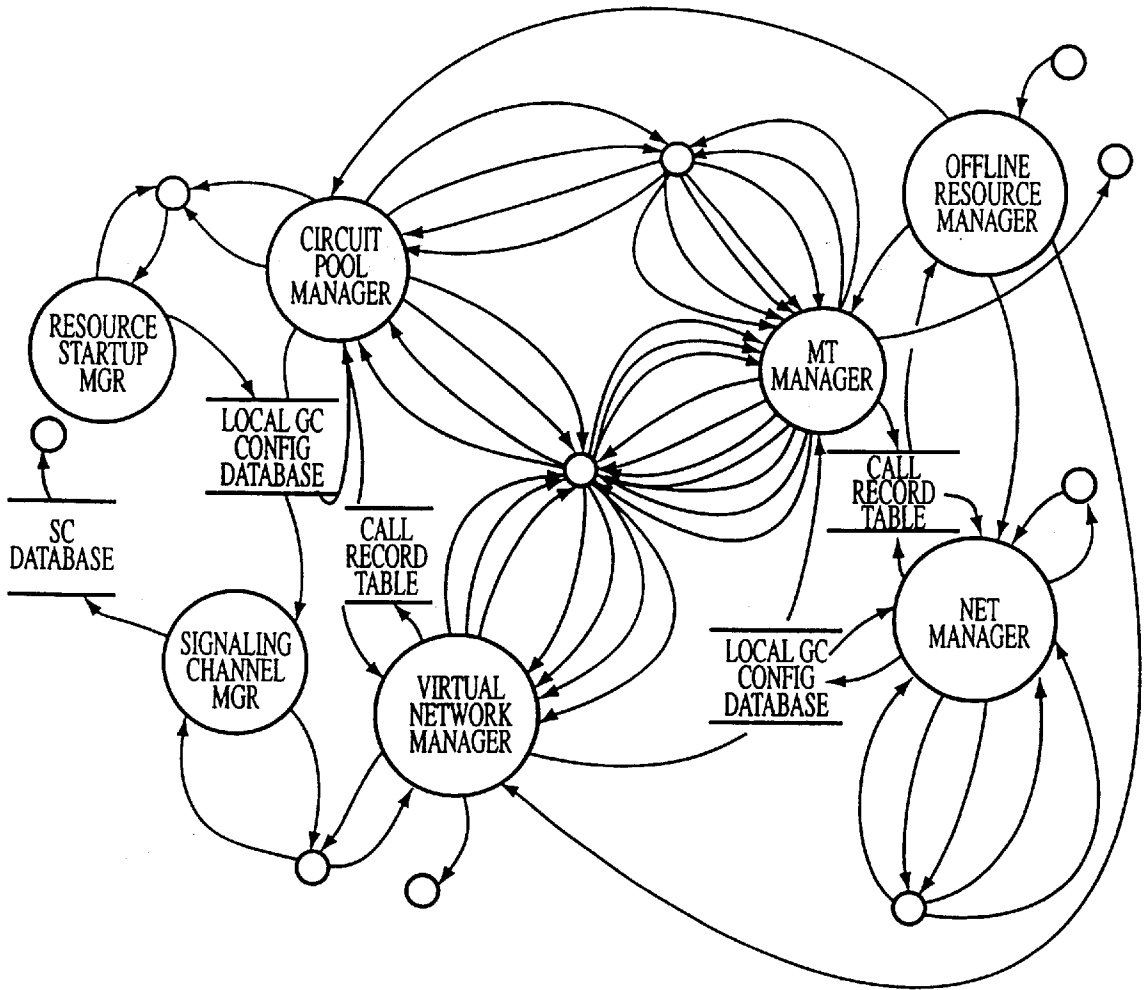 OFFLINE
RESOURCE
MANAGER
CIRCUIT
POOL
MANAGER
RESOURCE
STARTUP
MGR
MT
MANAGER
LOCAL GC
CONFIG
DATABASE
CALL
RECORD
TABLE
SC
DATABASE
CALL
RECORD
TABLE
NET
MANAGER
SIGNALING
CHANNEL
MGR
VIRTUAL
NETWORK
MANAGER
LOCAL GC
CONFIG
DATABASE